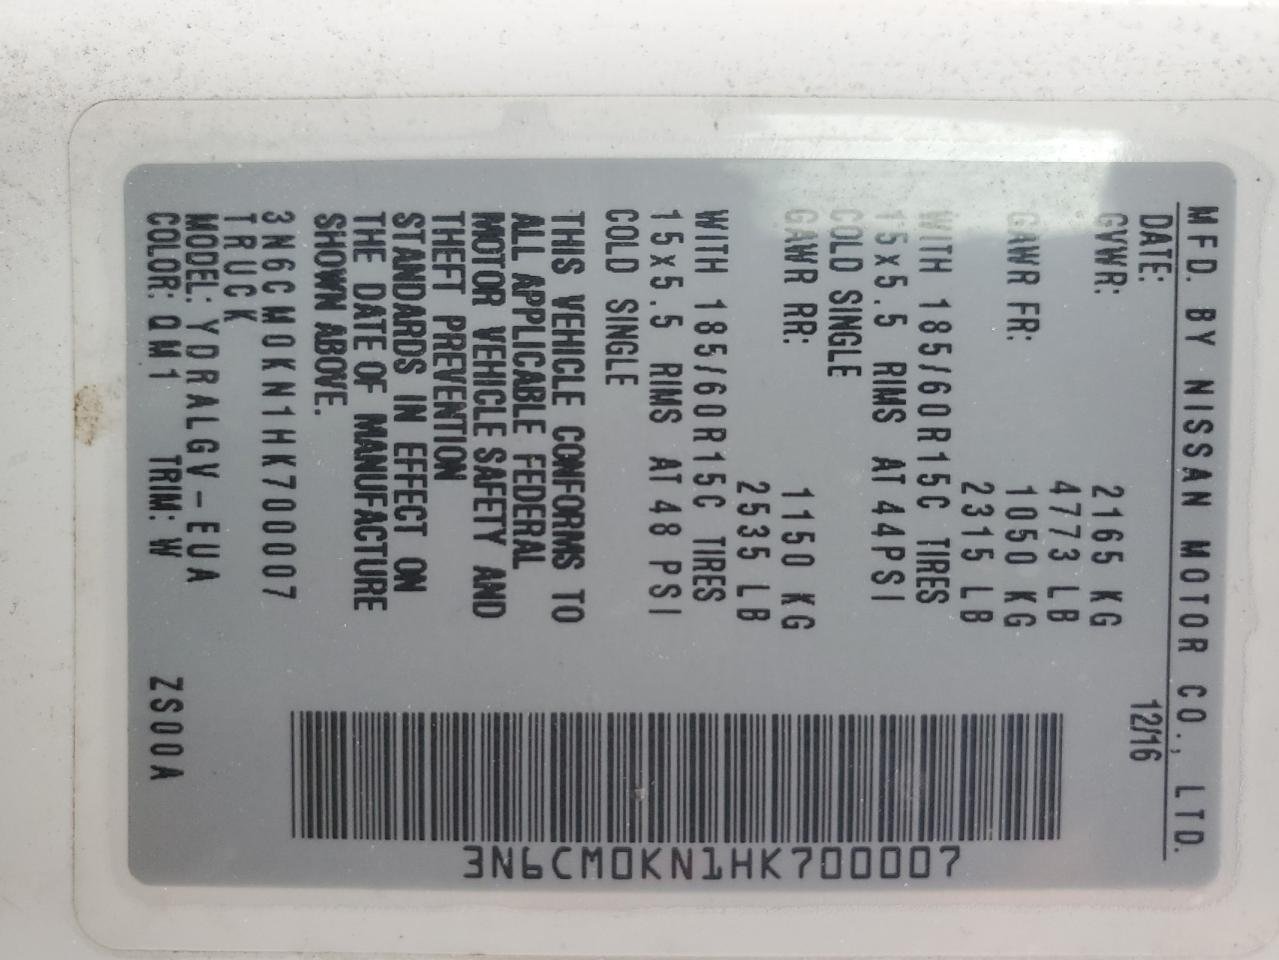 MFD. BY NISSAN MOTOR CO., LTD.
DATE: 12/16
GVWR: 2165 KG
4773 LB
GAWR FR: 1050 KG
2315 LB
WITH 185/60R15C TIRES
15x5.5 RIMS AT 44PSI
COLD SINGLE
GAWR RR: 1150 KG
2535 LB
WITH 185/60R15C TIRES
15x5.5 RIMS AT 48 PSI
COLD SINGLE
THIS VEHICLE CONFORMS TO
ALL APPLICABLE FEDERAL
MOTOR VEHICLE SAFETY AND
THEFT PREVENTION
STANDARDS IN EFFECT ON
THE DATE OF MANUFACTURE
SHOWN ABOVE.
3N6CM0KN1HK700007
TRUCK
MODEL: YDRALGV-EUA
COLOR: QM1 TRIM: W ZS00A
3N6CM0KN1HK700007